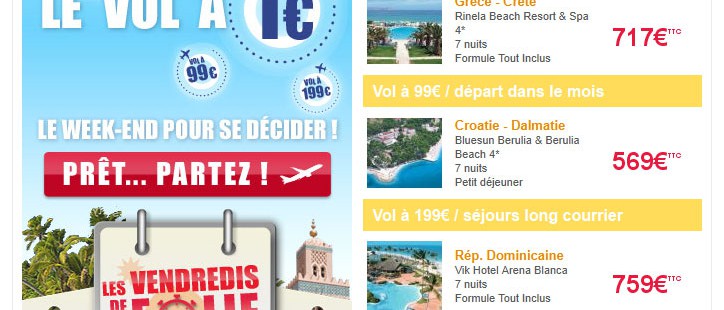 LE VOL À 1€
VOL À
99€
VOL À
199€
LE WEEK-END POUR SE DÉCIDER !
PRÊT... PARTEZ !
LES VENDREDIS
DE FOLIE
Grèce - Crète
Rinela Beach Resort & Spa
4*
7 nuits
Formule Tout Inclus
717€TTC
Vol à 99€ / départ dans le mois
Croatie - Dalmatie
Bluesun Berulia & Berulia
Beach 4*
7 nuits
Petit déjeuner
569€TTC
Vol à 199€ / séjours long courrier
Rép. Dominicaine
Vik Hotel Arena Blanca
7 nuits
Formule Tout Inclus
759€TTC